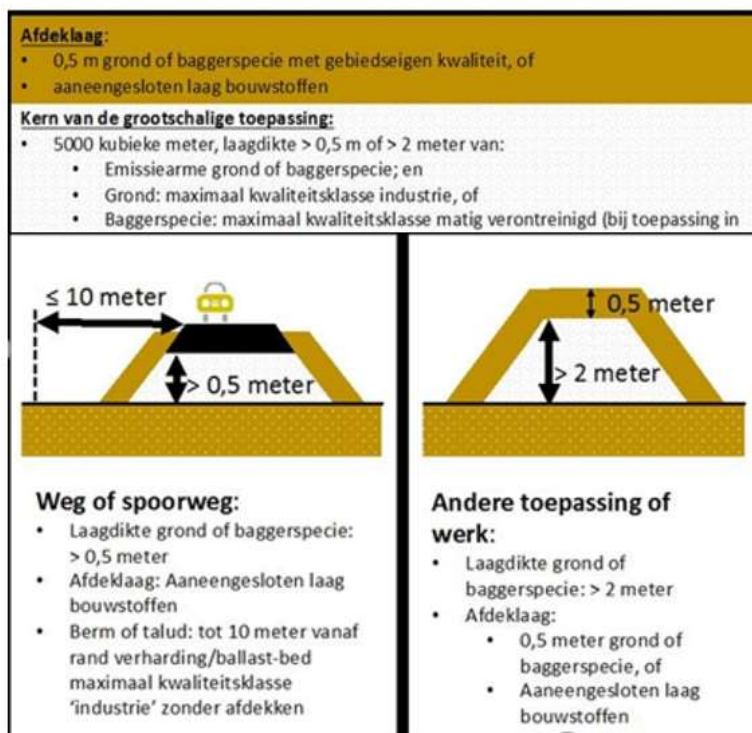 Afdeklaag:
• 0,5 m grond of baggerspecie met gebiedseigen kwaliteit, of
• aaneengesloten laag bouwstoffen
Kern van de grootschalige toepassing:
• 5000 kubieke meter, laagdikte > 0,5 m of > 2 meter van:
• Emissiearme grond of baggerspecie; en
• Grond: maximaal kwaliteitsklasse industrie, of
• Baggerspecie: maximaal kwaliteitsklasse matig verontreinigd (bij toepassing in
≤ 10 meter
> 0,5 meter
Weg of spoorweg:
• Laagdikte grond of baggerspecie:
> 0,5 meter
• Afdeklaag: Aaneengesloten laag
bouwstoffen
• Berm of talud: tot 10 meter vanaf
rand verharding/ballast-bed
maximaal kwaliteitsklasse
‘industrie’ zonder afdekken
0,5 meter
> 2 meter
Andere toepassing of
werk:
• Laagdikte grond of
baggerspecie: > 2 meter
• Afdeklaag:
• 0,5 meter grond of
baggerspecie, of
• Aaneengesloten laag
bouwstoffen